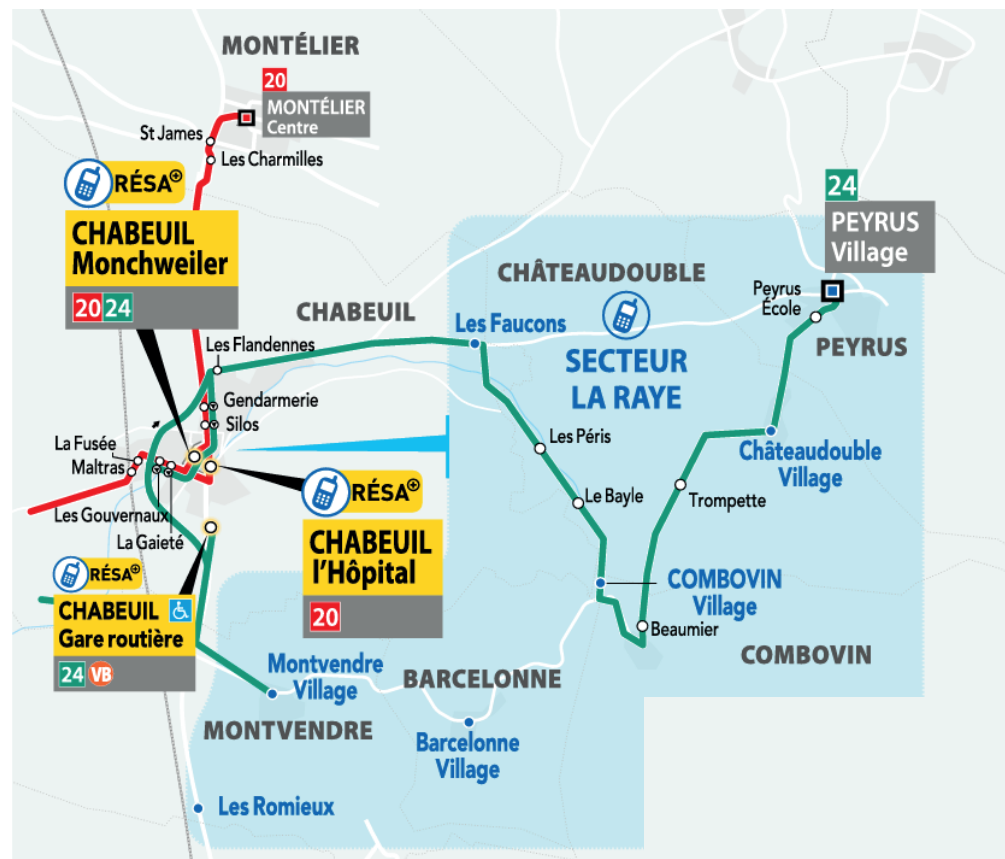 MONTÉLIER
20
MONTÉLIER
Centre
St James
Les Charmilles
RÉSA+
CHABEUIL
Monchweiler
20 24
24
PEYRUS
Village
CHÂTEAUDOUBLE
Peyrus
École
CHABEUIL
Les Faucons
SECTEUR
LA RAYE
PEYRUS
Les Flandennes
Gendarmerie
Silos
La Fusée
Maltras
Les Péris
Châteaudouble
Village
RÉSA+
Le Bayle
Trompette
Les Gouvernaux
La Gaieté
CHABEUIL
l'Hôpital
20
RÉSA+
CHABEUIL
Gare routière
24 VB
COMBOVIN
Village
Beaumier
COMBOVIN
Montvendre
Village
BARCELONNE
MONTVENDRE
Barcelonne
Village
Les Romieux